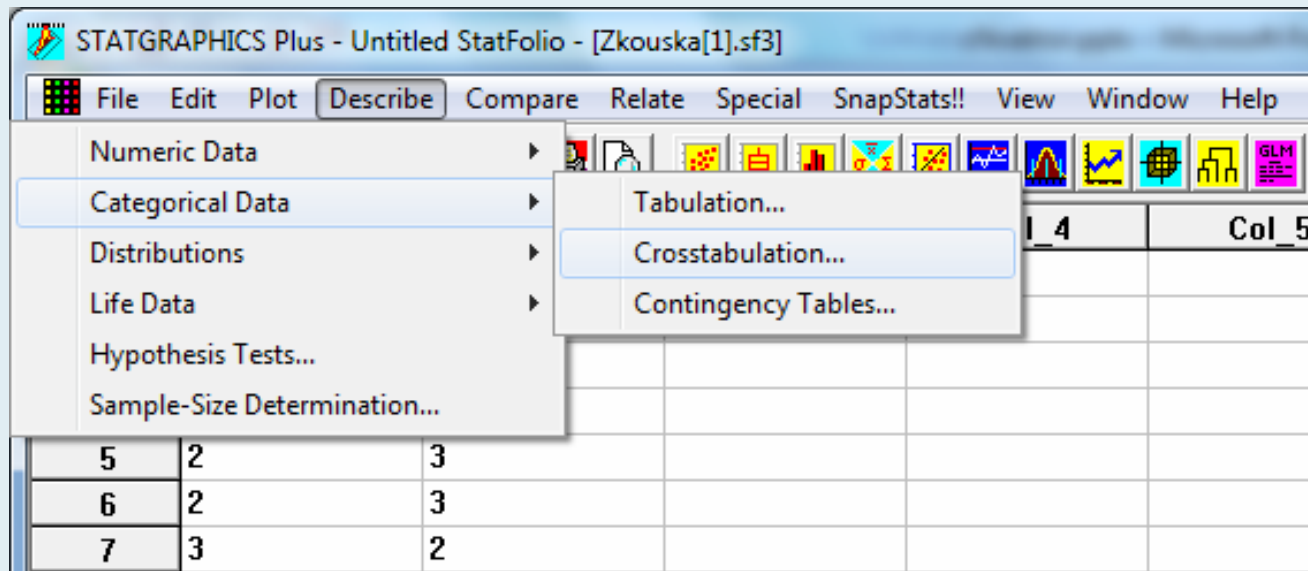 STATGRAPHICS Plus - Untitled StatFolio - [Zkouska[1].sf3]
File Edit Plot Describe Compare Relate Special SnapStats!! View Window Help
GLM
Numeric Data
Categorical Data
Distributions
Life Data
Hypothesis Tests...
Sample-Size Determination...
Tabulation...
Crosstabulation...
Contingency Tables...
l_4 Col_5
5 2 3
6 2 3
7 3 2